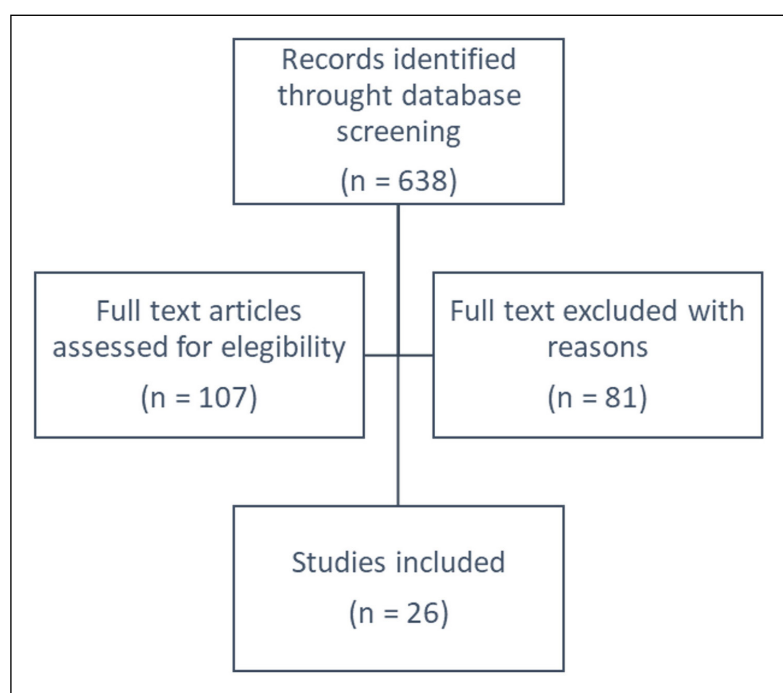 Records identified
throught database
screening
(n = 638)
Full text articles
assessed for elegibility
(n = 107)
Full text excluded with
reasons
(n = 81)
Studies included
(n = 26)